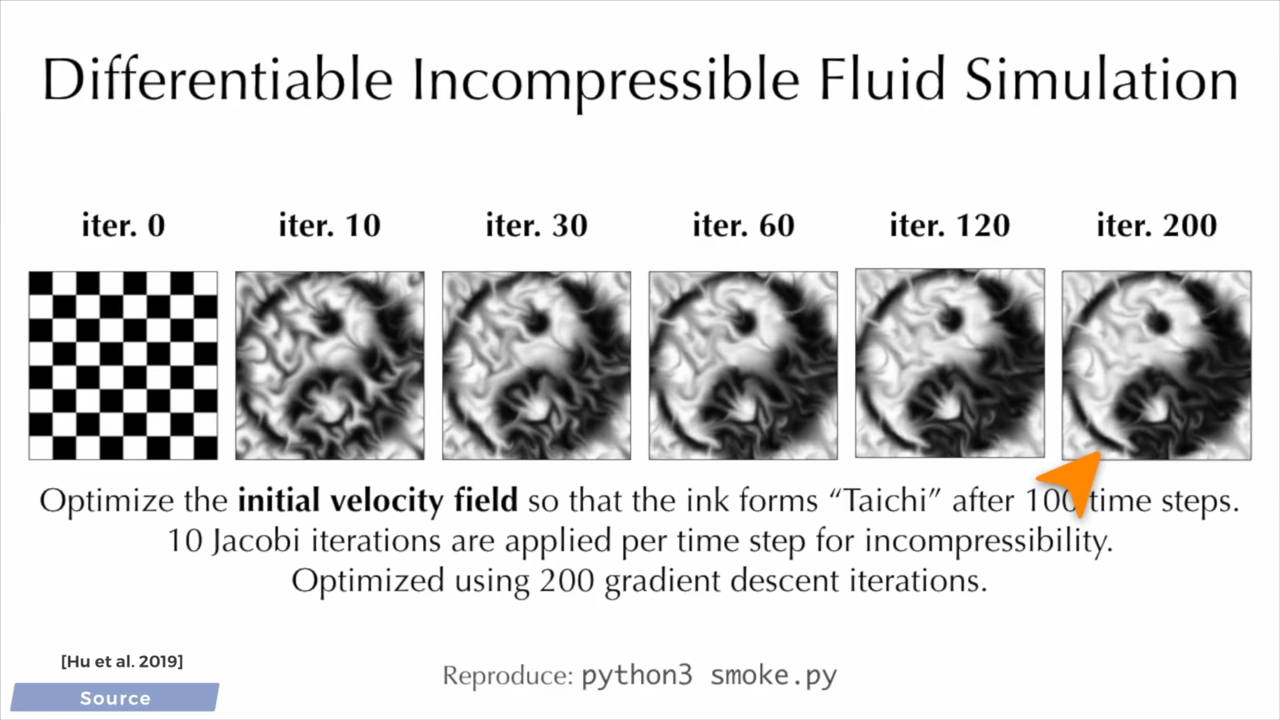 Differentiable Incompressible Fluid Simulation
iter. 0 iter. 10 iter. 30 iter. 60 iter. 120 iter. 200
Optimize the initial velocity field so that the ink forms “Taichi” after 100 time steps.
10 Jacobi iterations are applied per time step for incompressibility.
Optimized using 200 gradient descent iterations.
[Hu et al. 2019]
Source
Reproduce: python3 smoke.py